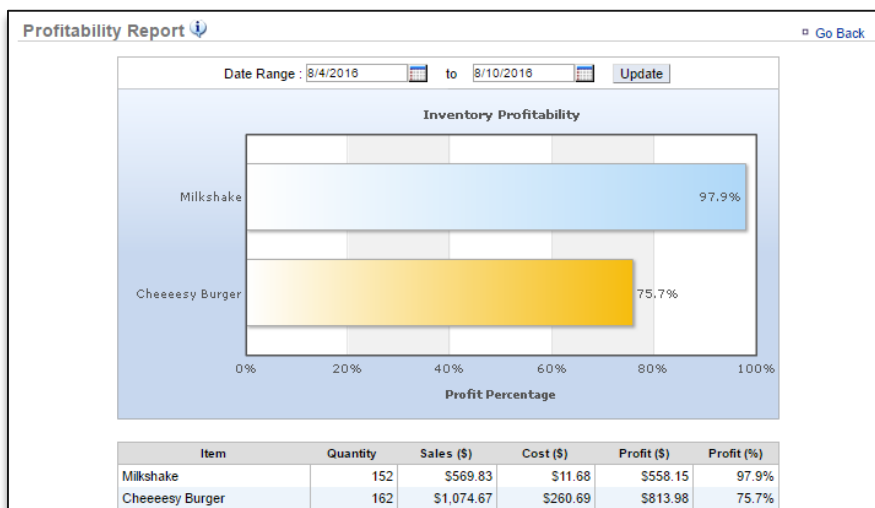 Profitability Report
Go Back
Date Range : 8/4/2016 to 8/10/2016 Update
Inventory Profitability
Milkshake 97.9%
Cheeeesy Burger 75.7%
0% 20% 40% 60% 80% 100%
Profit Percentage
Item Quantity Sales ($) Cost ($) Profit ($) Profit (%)
Milkshake 152 $569.83 $11.68 $558.15 97.9%
Cheeeesy Burger 162 $1,074.67 $260.69 $813.98 75.7%